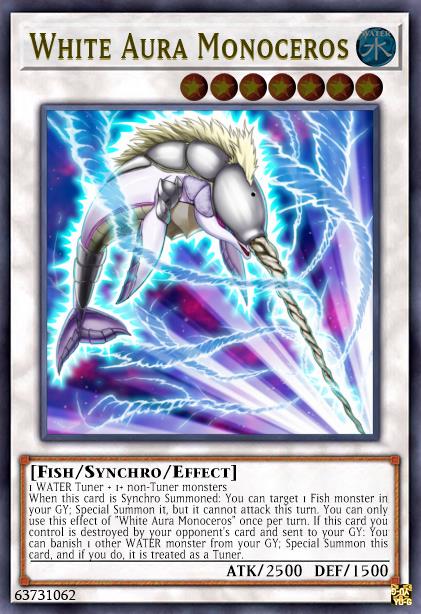 WHITE AURA MONOCEROS
WATER
水
[FISH/SYNCHRO/EFFECT]
1 WATER Tuner + 1+ non-Tuner monsters
When this card is Synchro Summoned: You can target 1 Fish monster in
your GY; Special Summon it, but it cannot attack this turn. You can only
use this effect of "White Aura Monoceros" once per turn. If this card you
control is destroyed by your opponent's card and sent to your GY: You
can banish 1 other WATER monster from your GY; Special Summon this
card, and if you do, it is treated as a Tuner.
ATK/2500 DEF/1500
63731062